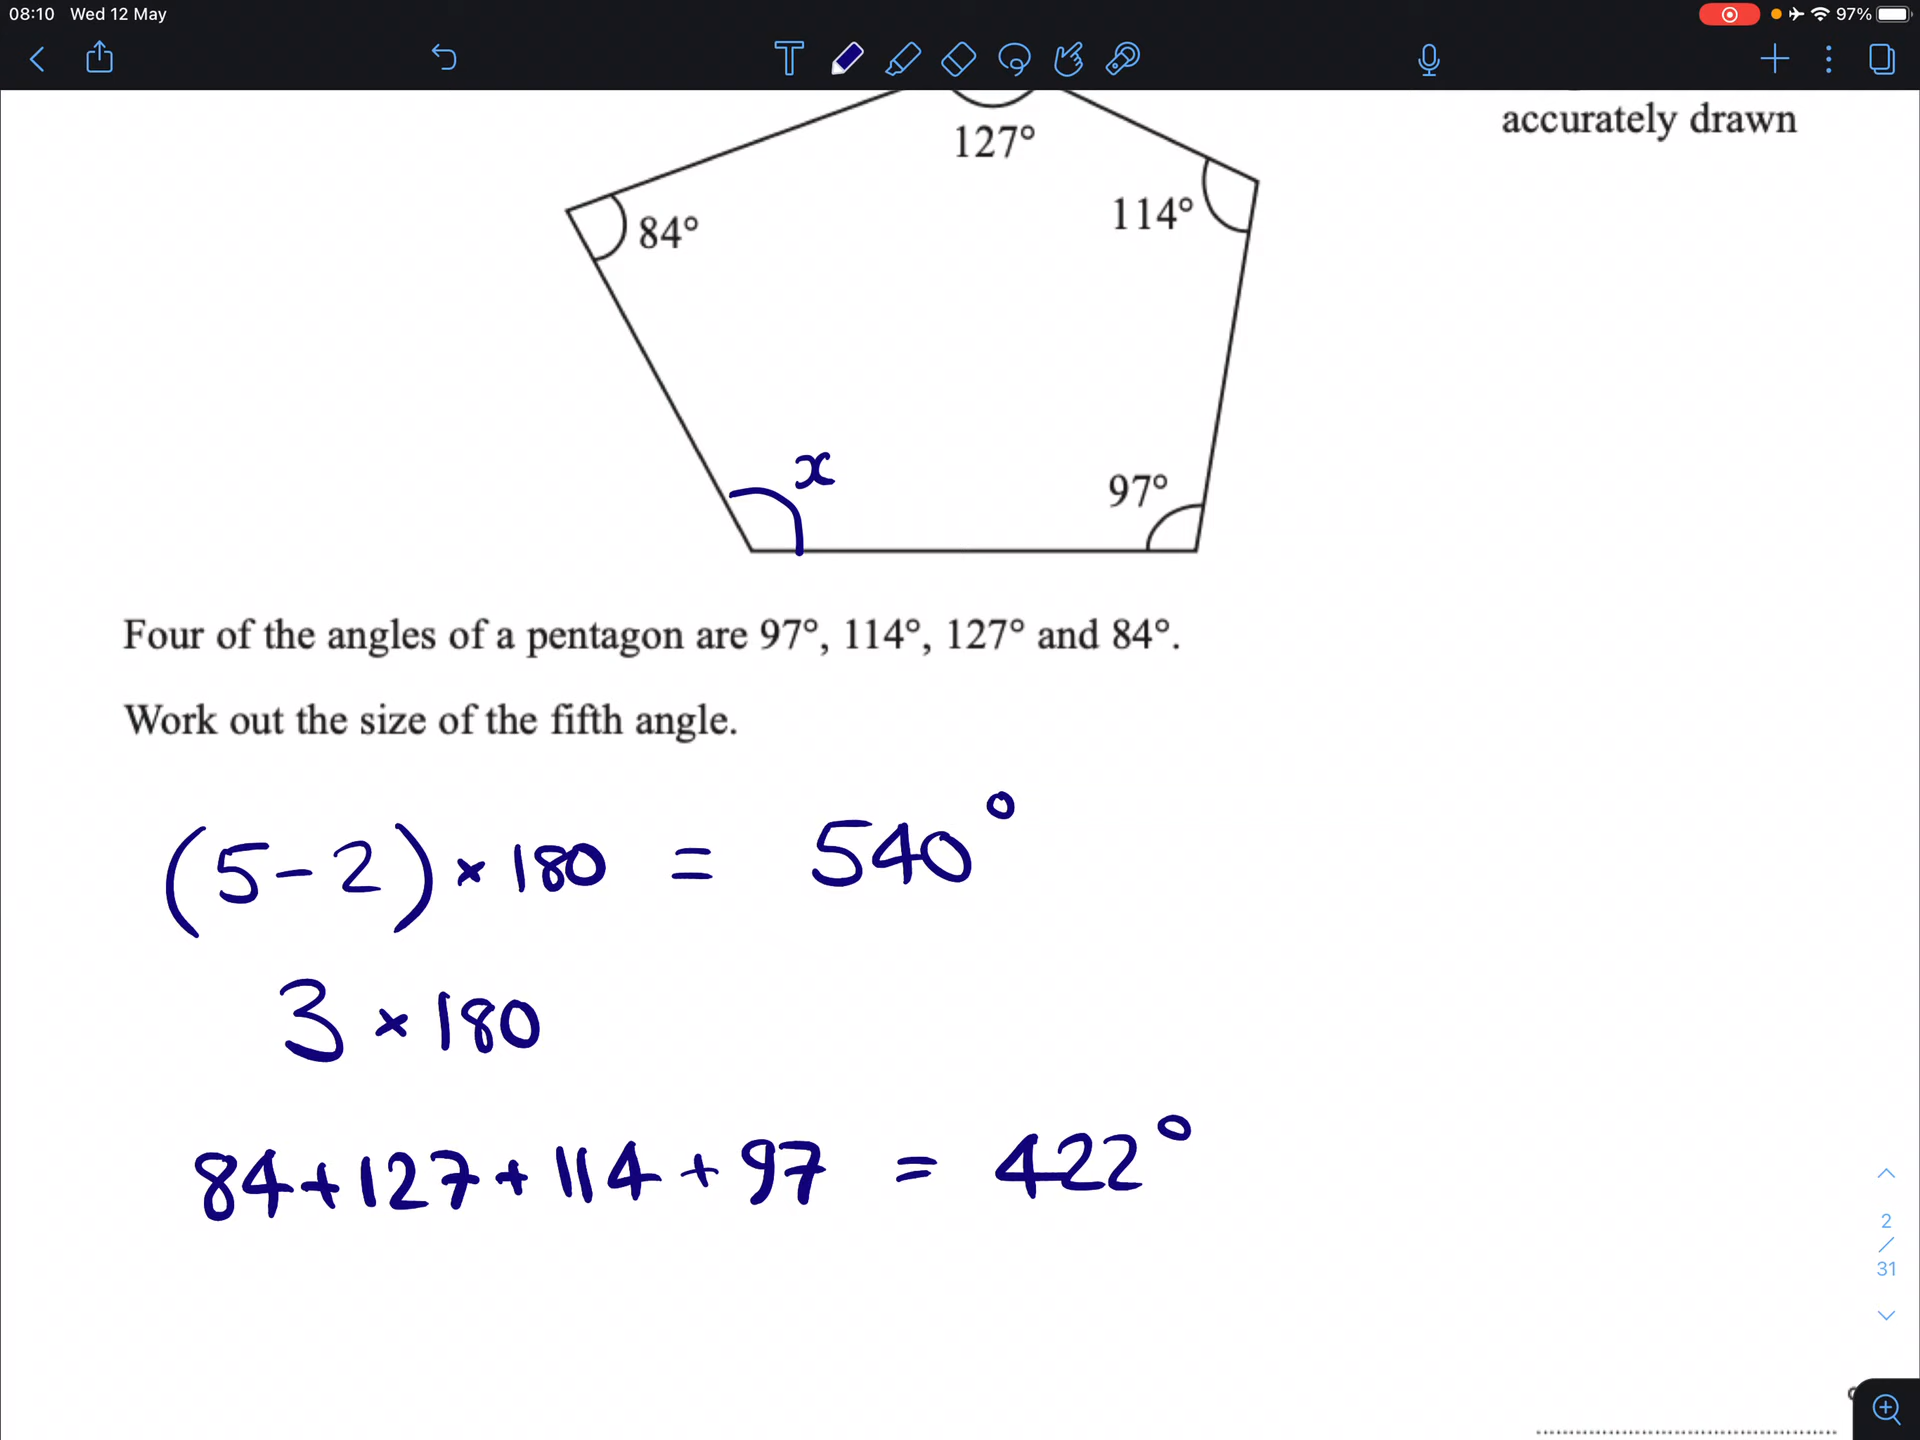 08:10 Wed 12 May
97%
T
accurately drawn
127°
114°
84°
x
97°
Four of the angles of a pentagon are 97°, 114°, 127° and 84°.
Work out the size of the fifth angle.
(5-2) × 180 = 540°
3 × 180
84+127+114+97 = 422°
2
/
31